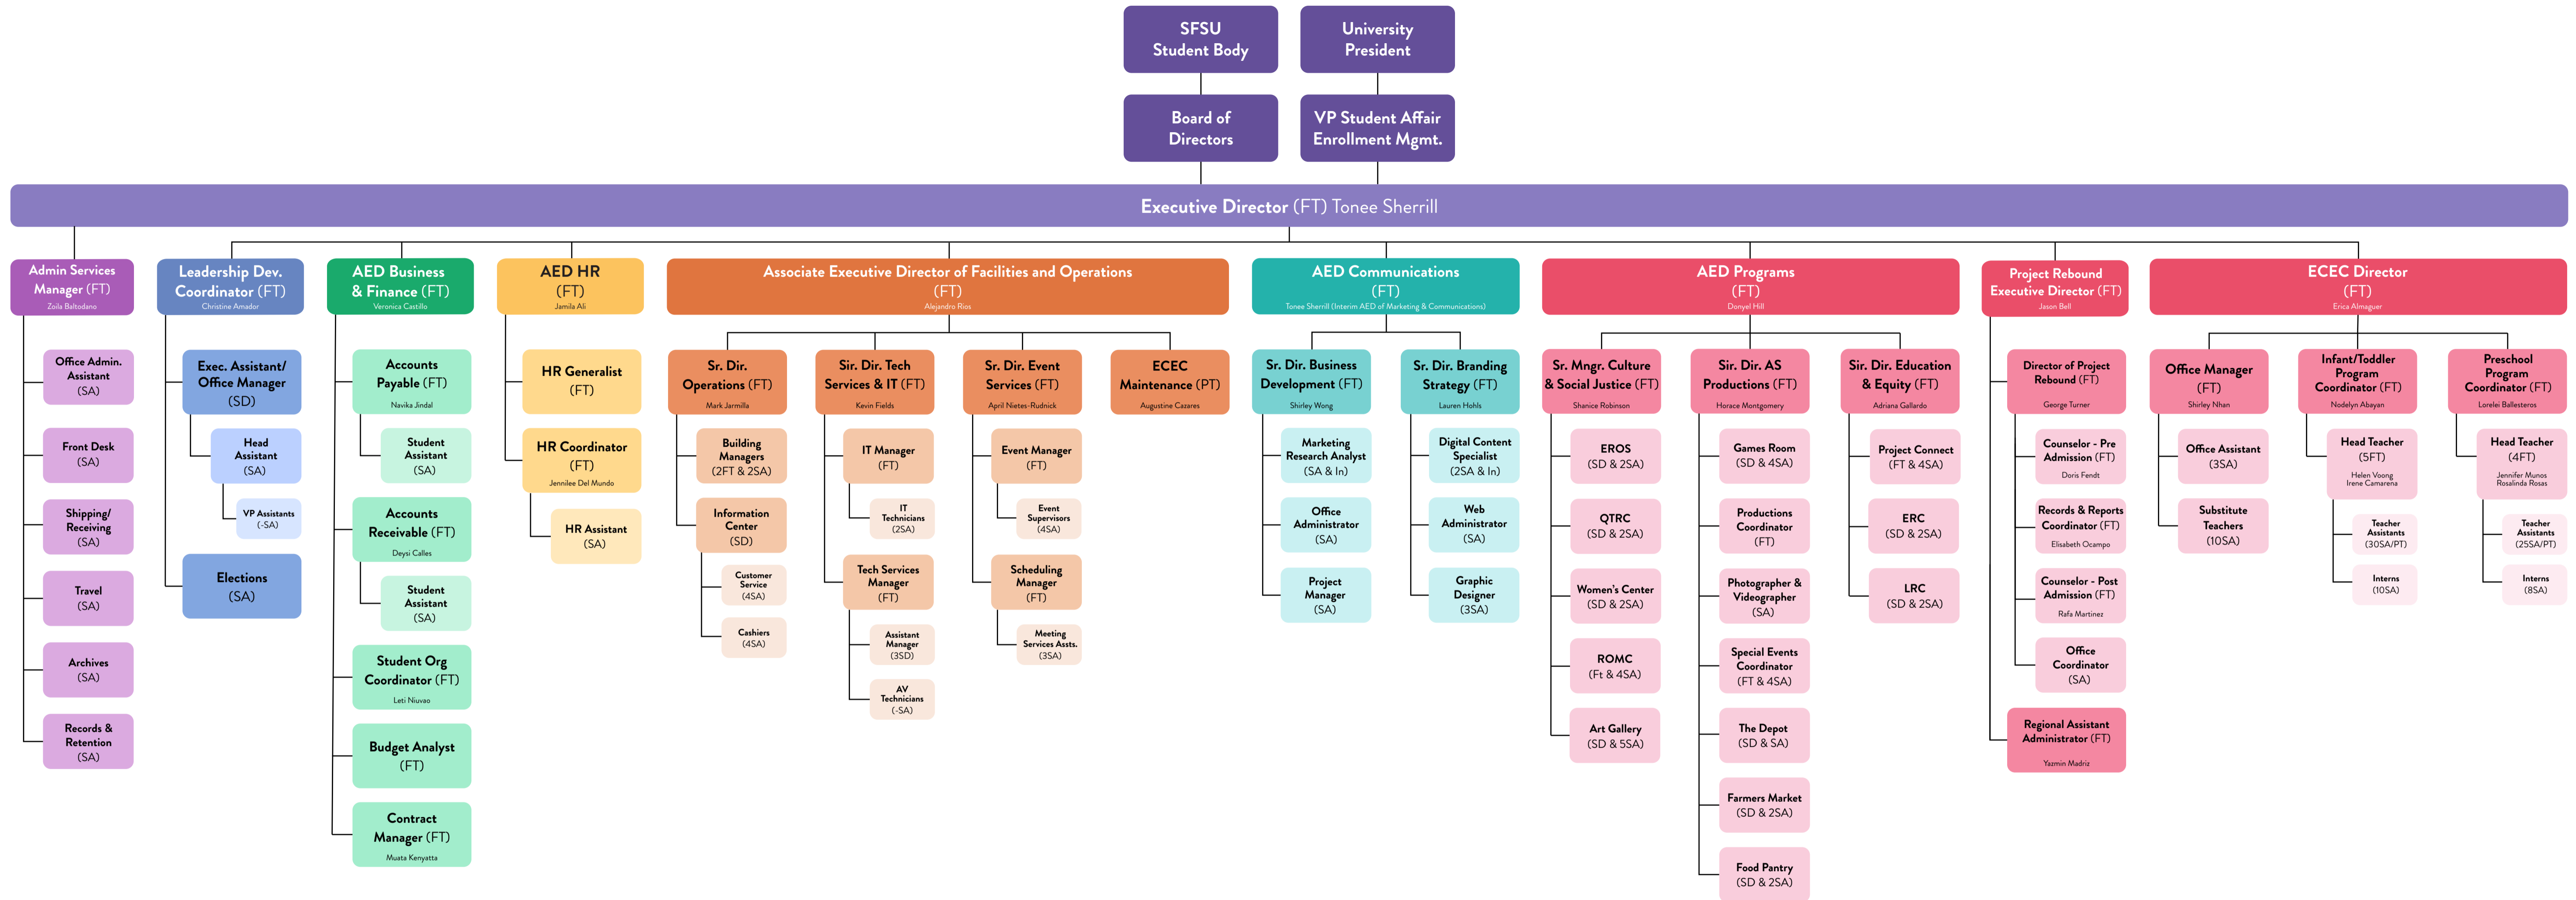 SFSU
Student Body
University
President
Board of
Directors
VP Student Affair
Enrollment Mgmt.
Executive Director (FT) Tonee Sherrill
Admin Services
Manager (FT)
Zoila Baltodano
Office Admin.
Assistant
(SA)
Front Desk
(SA)
Shipping/
Receiving
(SA)
Travel
(SA)
Archives
(SA)
Records &
Retention
(SA)
Leadership Dev.
Coordinator (FT)
Christine Amador
Exec. Assistant/
Office Manager
(SD)
Head
Assistant
(SA)
VP Assistants
(-SA)
Elections
(SA)
AED Business
& Finance (FT)
Veronica Castillo
Accounts
Payable (FT)
Navika Jindal
Student
Assistant
(SA)
Accounts
Receivable (FT)
Deysi Calles
Student
Assistant
(SA)
Student Org
Coordinator (FT)
Leti Niuvao
Budget Analyst
(FT)
Contract
Manager (FT)
Muata Kenyatta
AED HR
(FT)
Jamila Ali
HR Generalist
(FT)
HR Coordinator
(FT)
Jennilee Del Mundo
HR Assistant
(SA)
Associate Executive Director of Facilities and Operations
(FT)
Alejandro Rios
Sr. Dir.
Operations (FT)
Mark Jarmilla
Building
Managers
(2FT & 2SA)
Information
Center
(SD)
Customer
Service
(4SA)
Cashiers
(4SA)
Sir. Dir. Tech
Services & IT (FT)
Kevin Fields
IT Manager
(FT)
IT
Technicians
(2SA)
Tech Services
Manager
(FT)
Assistant
Manager
(3SD)
AV
Technicians
(-SA)
Sr. Dir. Event
Services (FT)
April Nietes-Rudnick
Event Manager
(FT)
Event
Supervisors
(4SA)
Scheduling
Manager
(FT)
Meeting
Services Assts.
(3SA)
ECEC
Maintenance (PT)
Augustine Cazares
AED Communications
(FT)
Tonee Sherrill (Interim AED of Marketing & Communications)
Sr. Dir. Business
Development (FT)
Shirley Wong
Marketing
Research Analyst
(SA & In)
Office
Administrator
(SA)
Project
Manager
(SA)
Sr. Dir. Branding
Strategy (FT)
Lauren Hohls
Digital Content
Specialist
(2SA & In)
Web
Administrator
(SA)
Graphic
Designer
(3SA)
AED Programs
(FT)
Donyel Hill
Sr. Mngr. Culture
& Social Justice (FT)
Shanice Robinson
EROS
(SD & 2SA)
QTRC
(SD & 2SA)
Women's Center
(SD & 2SA)
ROMC
(Ft & 4SA)
Art Gallery
(SD & 5SA)
Sir. Dir. AS
Productions (FT)
Horace Montgomery
Games Room
(SD & 4SA)
Productions
Coordinator
(FT)
Photographer &
Videographer
(SA)
Special Events
Coordinator
(FT & 4SA)
The Depot
(SD & SA)
Farmers Market
(SD & 2SA)
Food Pantry
(SD & 2SA)
Sir. Dir. Education
& Equity (FT)
Adriana Gallardo
Project Connect
(FT & 4SA)
ERC
(SD & 2SA)
LRC
(SD & 2SA)
Project Rebound
Executive Director (FT)
Jason Bell
Director of Project
Rebound (FT)
George Turner
Counselor - Pre
Admission (FT)
Doris Fendt
Records & Reports
Coordinator (FT)
Elisabeth Ocampo
Counselor - Post
Admission (FT)
Rafa Martinez
Office
Coordinator
(SA)
Regional Assistant
Administrator (FT)
Yazmin Madriz
ECEC Director
(FT)
Erica Almaguer
Office Manager
(FT)
Shirley Nhan
Office Assistant
(3SA)
Substitute
Teachers
(10SA)
Infant/Toddler
Program
Coordinator (FT)
Nodelyn Abayan
Head Teacher
(5FT)
Helen Voong
Irene Camarena
Teacher
Assistants
(30SA/PT)
Interns
(10SA)
Preschool
Program
Coordinator (FT)
Lorelei Ballesteros
Head Teacher
(4FT)
Jennifer Munos
Rosalinda Rosas
Teacher
Assistants
(25SA/PT)
Interns
(8SA)